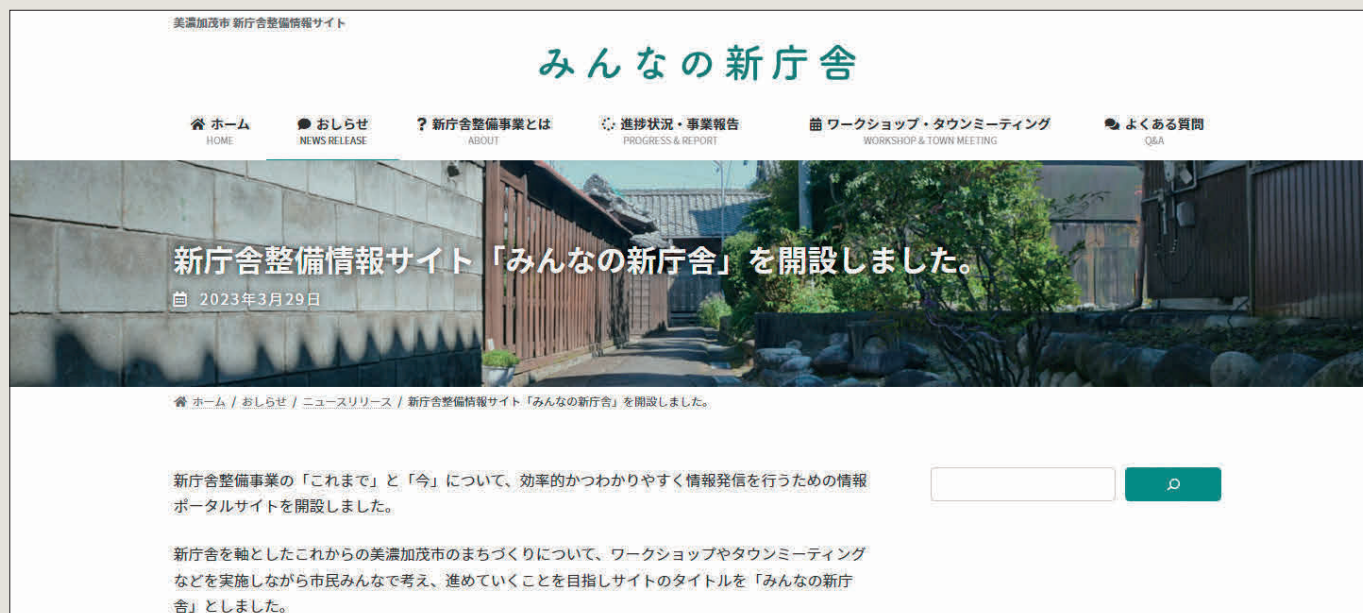 美濃加茂市 新庁舎整備情報サイト
みんなの新庁舎
ホーム
HOME
おしらせ
NEWS RELEASE
新庁舎整備事業とは
ABOUT
進捗状況・事業報告
PROGRESS & REPORT
ワークショップ・タウンミーティング
WORKSHOP & TOWN MEETING
よくある質問
Q&A
新庁舎整備情報サイト「みんなの新庁舎」を開設しました。
2023年3月29日
ホーム / おしらせ / ニュースリリース / 新庁舎整備情報サイト「みんなの新庁舎」を開設しました。
新庁舎整備事業の「これまで」と「今」について、効率的かつわかりやすく情報発信を行うための情報
ポータルサイトを開設しました。
新庁舎を軸としたこれからの美濃加茂市のまちづくりについて、ワークショップやタウンミーティング
などを実施しながら市民みんなで考え、進めていくことを目指しサイトのタイトルを「みんなの新庁
舎」としました。